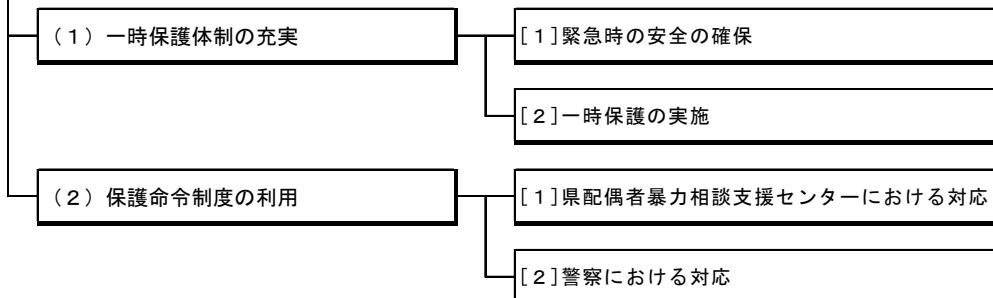 （１）一時保護体制の充実
[１]緊急時の安全の確保
[２]一時保護の実施
（２）保護命令制度の利用
[１]県配偶者暴力相談支援センターにおける対応
[２]警察における対応